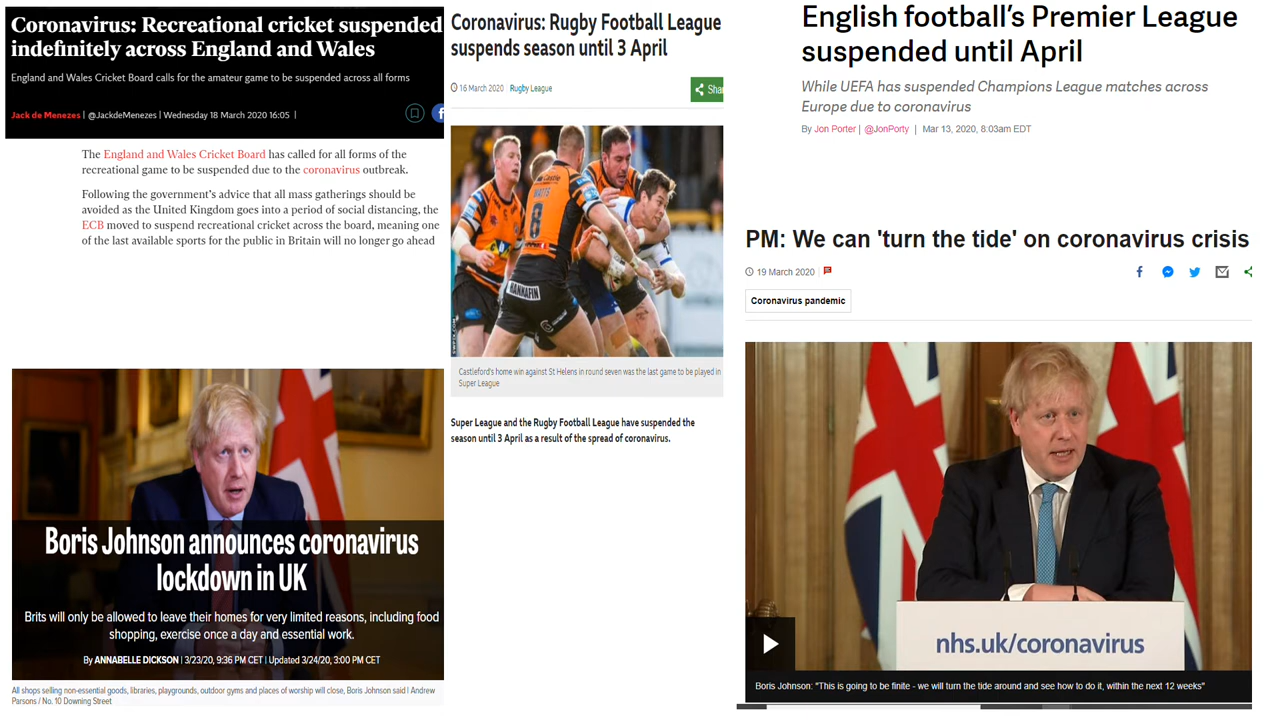 Coronavirus: Recreational cricket suspended
indefinitely across England and Wales
England and Wales Cricket Board calls for the amateur game to be suspended across all forms
Jack de Menezes | @JackdeMenezes | Wednesday 18 March 2020 16:05 |
The England and Wales Cricket Board has called for all forms of the
recreational game to be suspended due to the coronavirus outbreak.
Following the government's advice that all mass gatherings should be
avoided as the United Kingdom goes into a period of social distancing, the
ECB moved to suspend recreational cricket across the board, meaning one
of the last available sports for the public in Britain will no longer go ahead
Boris Johnson announces coronavirus
lockdown in UK
Brits will only be allowed to leave their homes for very limited reasons, including food
shopping, exercise once a day and essential work.
By ANNABELLE DICKSON | 3/23/20, 9:36 PM CET | Updated 3/24/20, 3:00 PM CET
All shops selling non-essential goods, libraries, playgrounds, outdoor gyms and places of worship will close, Boris Johnson said | Andrew
Parsons / No. 10 Downing Street
Coronavirus: Rugby Football League
suspends season until 3 April
16 March 2020 Rugby League
Shar
Castle
WATTS
8
HANNAFIN
Castleford's home win against St Helens in round seven was the last game to be played in
Super League
Super League and the Rugby Football League have suspended the
season until 3 April as a result of the spread of coronavirus.
English football's Premier League
suspended until April
While UEFA has suspended Champions League matches across
Europe due to coronavirus
By Jon Porter | @JonPorty | Mar 13, 2020, 8:03am EDT
PM: We can 'turn the tide' on coronavirus crisis
19 March 2020
Coronavirus pandemic
nhs.uk/coronavirus
Boris Johnson: "This is going to be finite - we will turn the tide around and see how to do it, within the next 12 weeks"